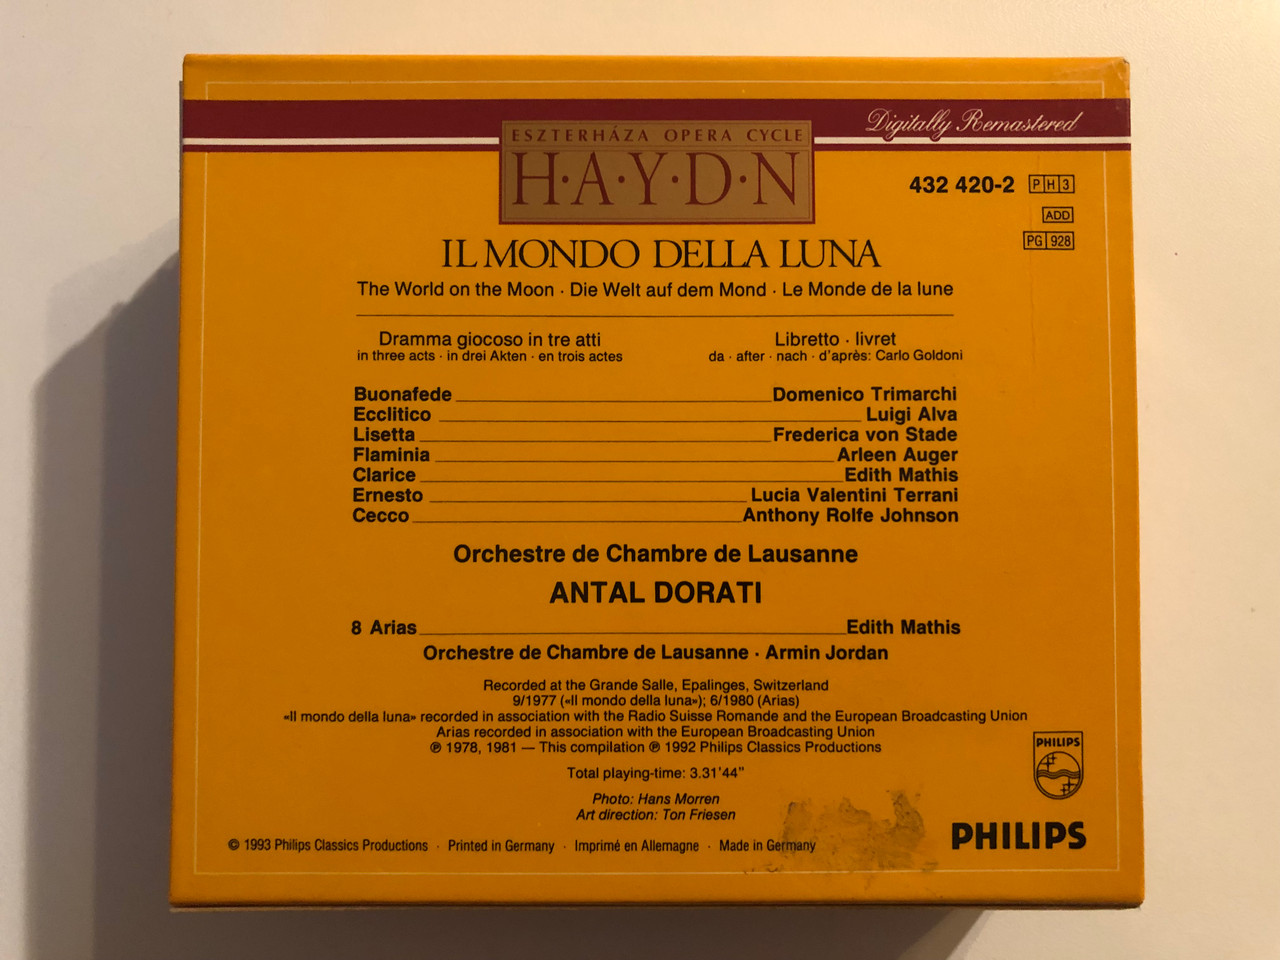 Digitally Remastered
ESZTERHÁZA OPERA CYCLE
H·A·Y·D·N
432 420-2 PH3
ADD
PG 928
IL MONDO DELLA LUNA
The World on the Moon · Die Welt auf dem Mond · Le Monde de la lune
Dramma giocoso in tre atti
in three acts · in drei Akten · en trois actes
Libretto · livret
da · after · nach · d'après: Carlo Goldoni
Buonafede Domenico Trimarchi
Ecclitico Luigi Alva
Lisetta Frederica von Stade
Flaminia Arleen Auger
Clarice Edith Mathis
Ernesto Lucia Valentini Terrani
Cecco Anthony Rolfe Johnson
Orchestre de Chambre de Lausanne
ANTAL DORATI
8 Arias Edith Mathis
Orchestre de Chambre de Lausanne · Armin Jordan
Recorded at the Grande Salle, Epalinges, Switzerland
9/1977 («Il mondo della luna»); 6/1980 (Arias)
«Il mondo della luna» recorded in association with the Radio Suisse Romande and the European Broadcasting Union
Arias recorded in association with the European Broadcasting Union
℗ 1978, 1981 — This compilation ℗ 1992 Philips Classics Productions
Total playing-time: 3.31'44"
Photo: Hans Morren
Art direction: Ton Friesen
PHILIPS
PHILIPS
© 1993 Philips Classics Productions · Printed in Germany · Imprimé en Allemagne · Made in Germany